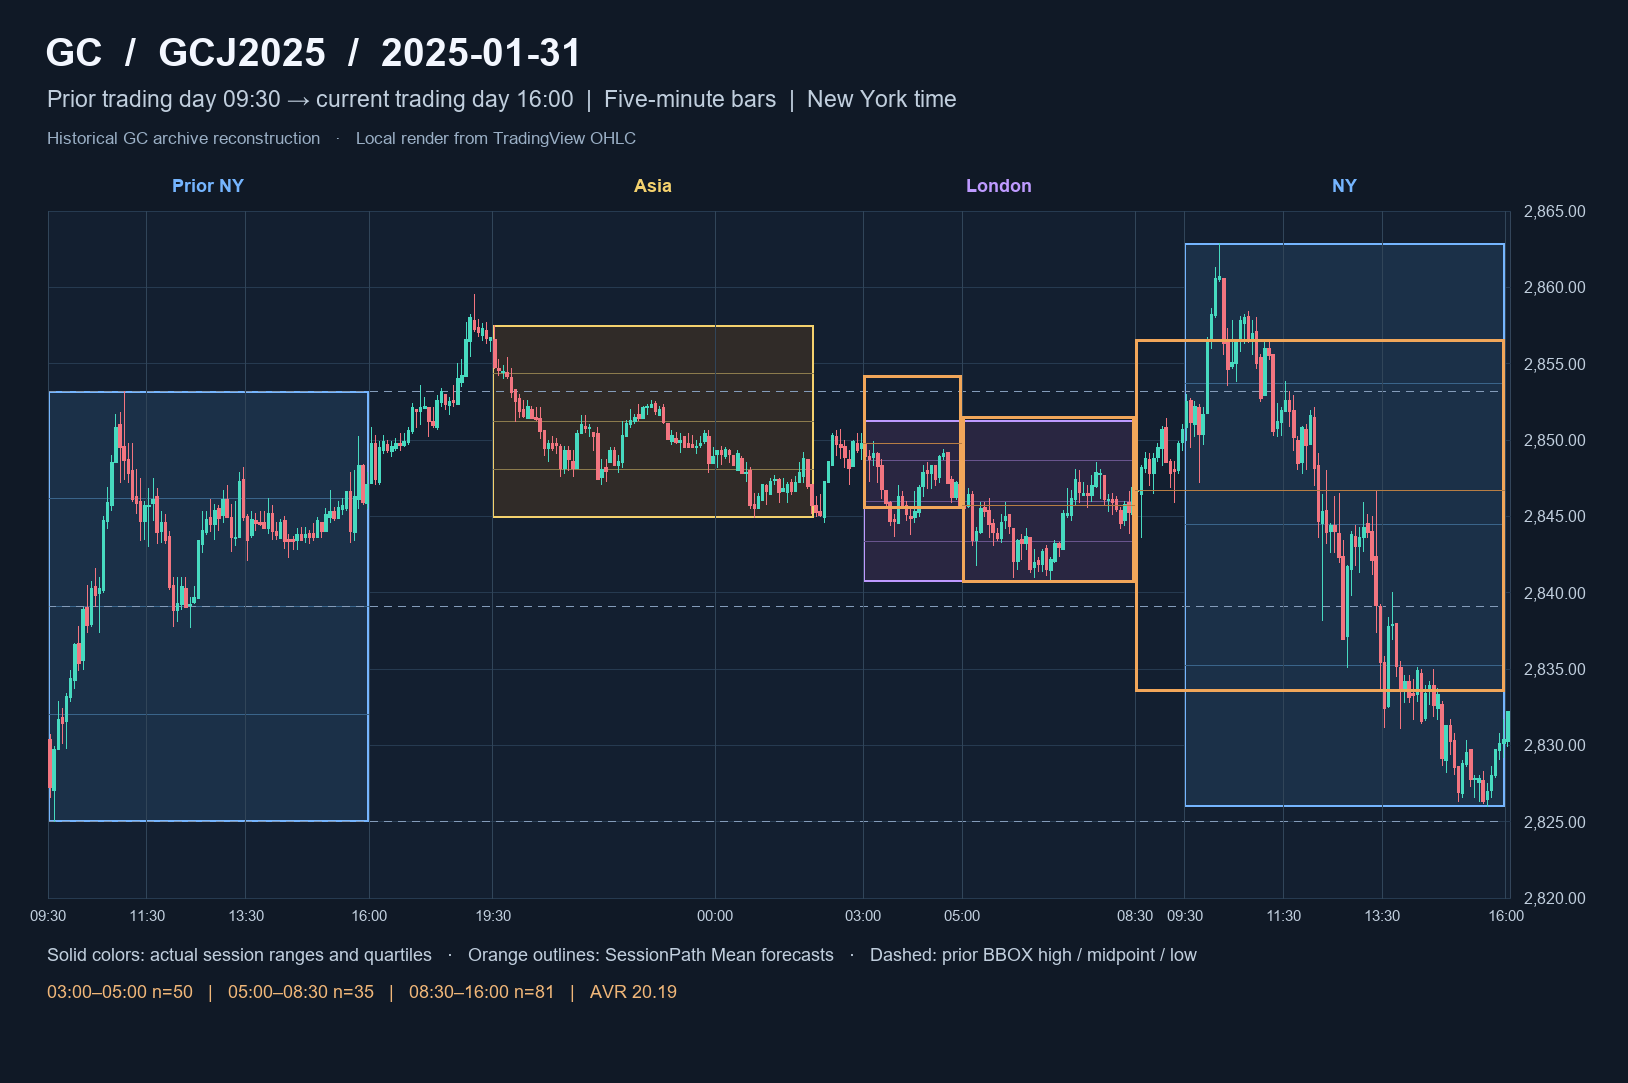 GC / GCJ2025 / 2025-01-31
Prior trading day 09:30 → current trading day 16:00 | Five-minute bars | New York time
Historical GC archive reconstruction · Local render from TradingView OHLC
Prior NY Asia London NY
2,865.00
2,860.00
2,855.00
2,850.00
2,845.00
2,840.00
2,835.00
2,830.00
2,825.00
2,820.00
09:30 11:30 13:30 16:00 19:30 00:00 03:00 05:00 08:30 09:30 11:30 13:30 16:00
Solid colors: actual session ranges and quartiles · Orange outlines: SessionPath Mean forecasts · Dashed: prior BBOX high / midpoint / low
03:00–05:00 n=50 | 05:00–08:30 n=35 | 08:30–16:00 n=81 | AVR 20.19